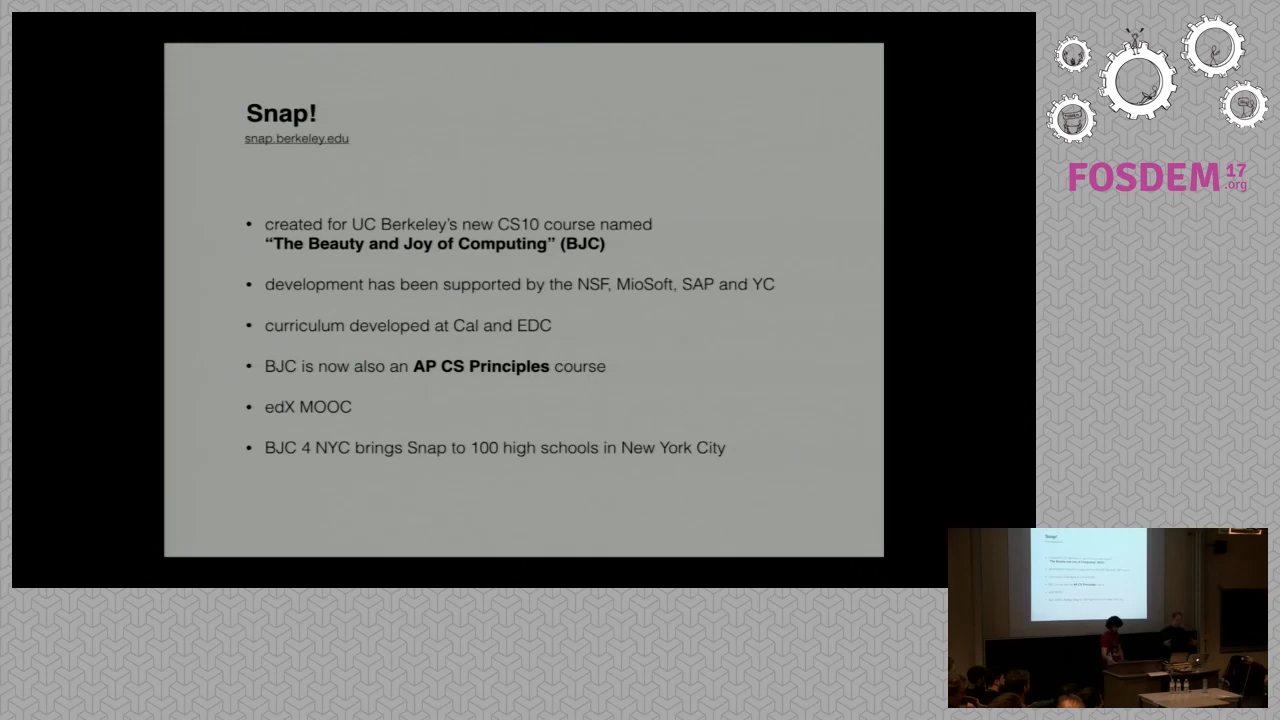 Snap!
snap.berkeley.edu
• created for UC Berkeley's new CS10 course named
"The Beauty and Joy of Computing" (BJC)
• development has been supported by the NSF, MioSoft, SAP and YC
• curriculum developed at Cal and EDC
• BJC is now also an AP CS Principles course
• edX MOOC
• BJC 4 NYC brings Snap to 100 high schools in New York City
FOSDEM 17
.org
Snap!